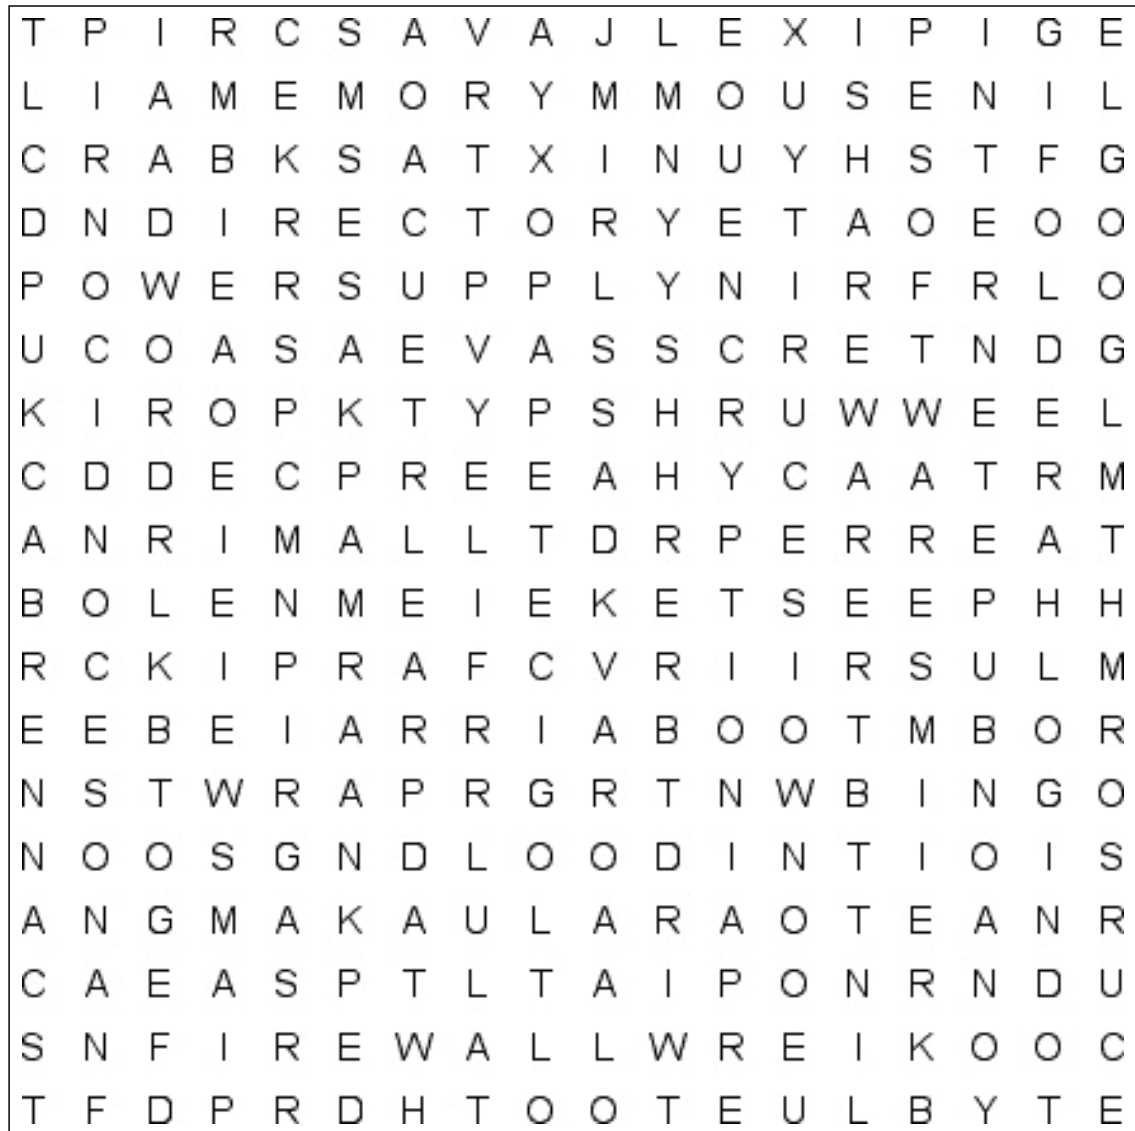 T P I R C S A V A J L E X I P I G E
L I A M E M O R Y M M O U S E N I L
C R A B K S A T X I N U Y H S T F G
D N D I R E C T O R Y E T A O E O O
P O W E R S U P P L Y N I R F R L O
U C O A S A E V A S S C R E T N D G
K I R O P K T Y P S H R U W W E E L
C D D E C P R E E A H Y C A A T R M
A N R I M A L L T D R P E R R E A T
B O L E N M E I E K E T S E E P H H
R C K I P R A F C V R I I R S U L M
E E B E I A R R I A B O O T M B O R
N S T W R A P R G R T N W B I N G O
N O O S G N D L O O D I N T I O I S
A N G M A K A U L A R A O T E A N R
C A E A S P T L T A I P O N R N D U
S N F I R E W A L L W R E I K O O C
T F D P R D H T O O T E U L B Y T E